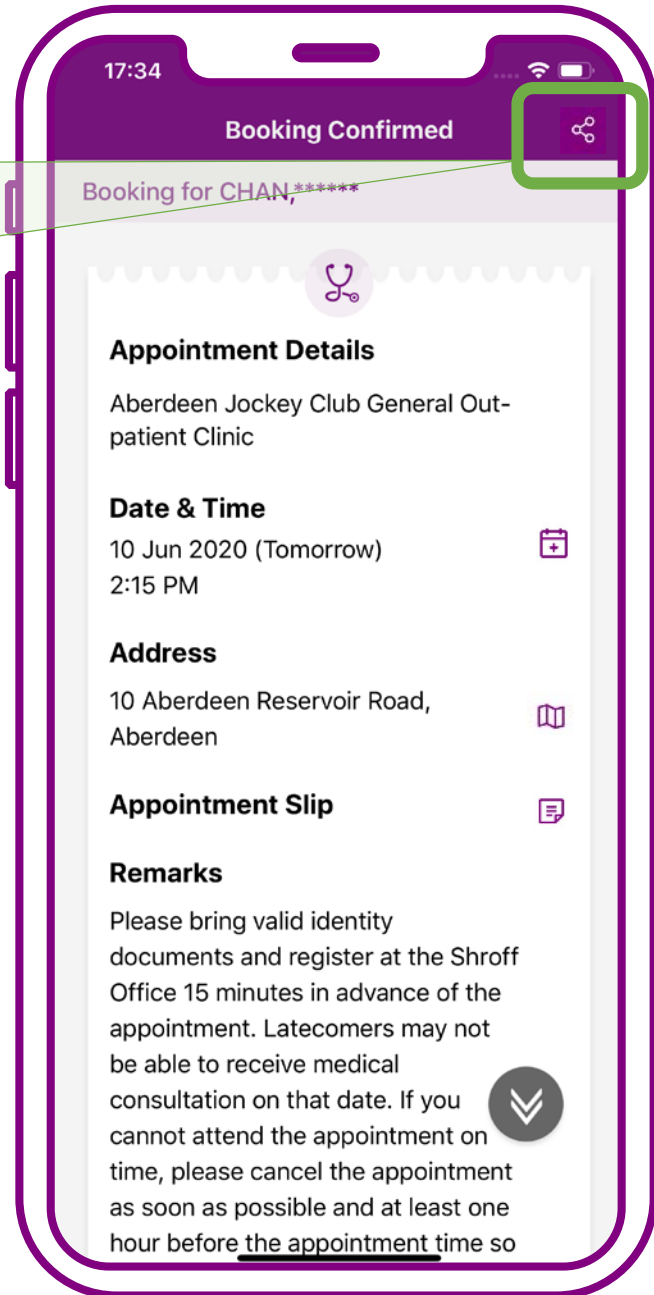 17:34
Booking Confirmed
Booking for CHAN,******
Appointment Details
Aberdeen Jockey Club General Out-
patient Clinic
Date & Time
10 Jun 2020 (Tomorrow)
2:15 PM
Address
10 Aberdeen Reservoir Road,
Aberdeen
Appointment Slip
Remarks
Please bring valid identity
documents and register at the Shroff
Office 15 minutes in advance of the
appointment. Latecomers may not
be able to receive medical
consultation on that date. If you
cannot attend the appointment on
time, please cancel the appointment
as soon as possible and at least one
hour before the appointment time so